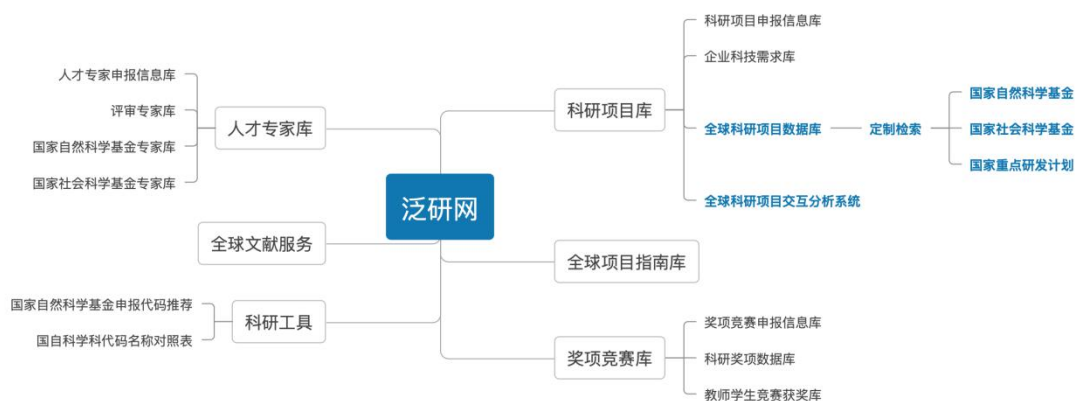 泛研网
人才专家库
人才专家申报信息库
评审专家库
国家自然科学基金专家库
国家社会科学基金专家库
全球文献服务
科研工具
国家自然科学基金申报代码推荐
国自科学科代码名称对照表
科研项目库
科研项目申报信息库
企业科技需求库
全球科研项目数据库
定制检索
国家自然科学基金
国家社会科学基金
国家重点研发计划
全球科研项目交互分析系统
全球项目指南库
奖项竞赛库
奖项竞赛申报信息库
科研奖项数据库
教师学生竞赛获奖库